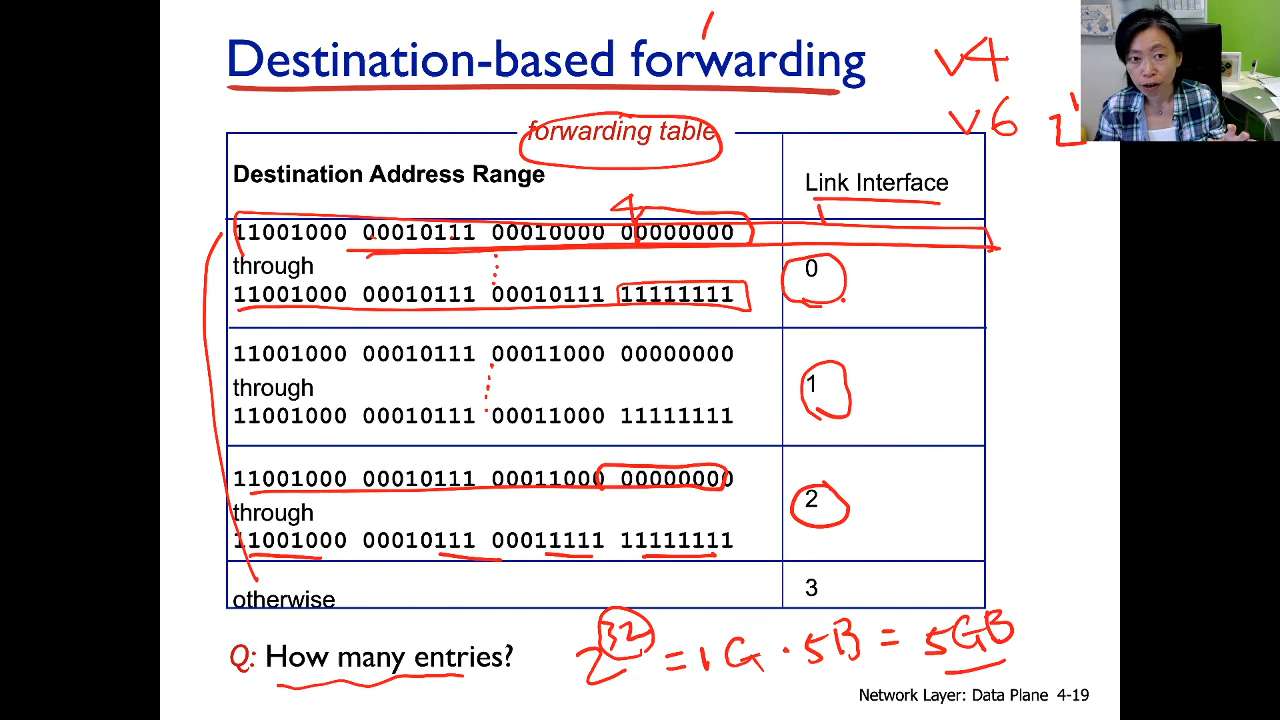 Destination-based forwarding
v4
v6
forwarding table
Destination Address Range
Link Interface
4
1
11001000 00010111 00010000 00000000
through
0
11001000 00010111 00010111 11111111
11001000 00010111 00011000 00000000
through
1
11001000 00010111 00011000 11111111
11001000 00010111 00011000 00000000
through
2
11001000 00010111 00011111 11111111
otherwise
3
Q: How many entries?
2^32 = 1G · 5B = 5GB
Network Layer: Data Plane 4-19